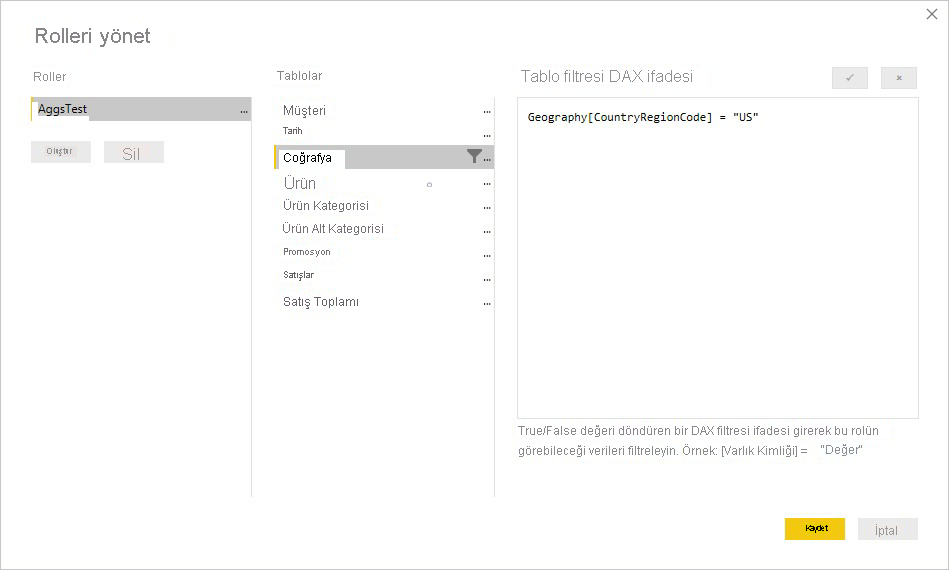 Rolleri yönet
Roller
AggsTest
...
Oluştur
Sil
Tablolar
Müşteri
...
Tarih
...
Coğrafya
...
Ürün
...
Ürün Kategorisi
...
Ürün Alt Kategorisi
...
Promosyon
...
Satışlar
...
Satış Toplamı
...
Tablo filtresi DAX ifadesi
Geography[CountryRegionCode] = "US"
True/False değeri döndüren bir DAX filtresi ifadesi girerek bu rolün
görebileceği verileri filtreleyin. Örnek: [Varlık Kimliği] = "Değer"
Kaydet
İptal